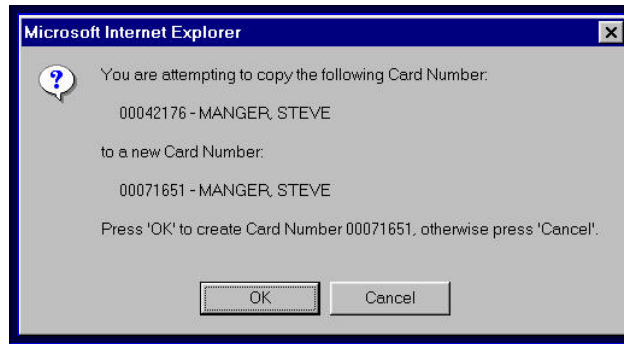 Microsoft Internet Explorer
You are attempting to copy the following Card Number:
00042176 - MANGER, STEVE
to a new Card Number:
00071651 - MANGER, STEVE
Press 'OK' to create Card Number 00071651, otherwise press 'Cancel'.
OK Cancel